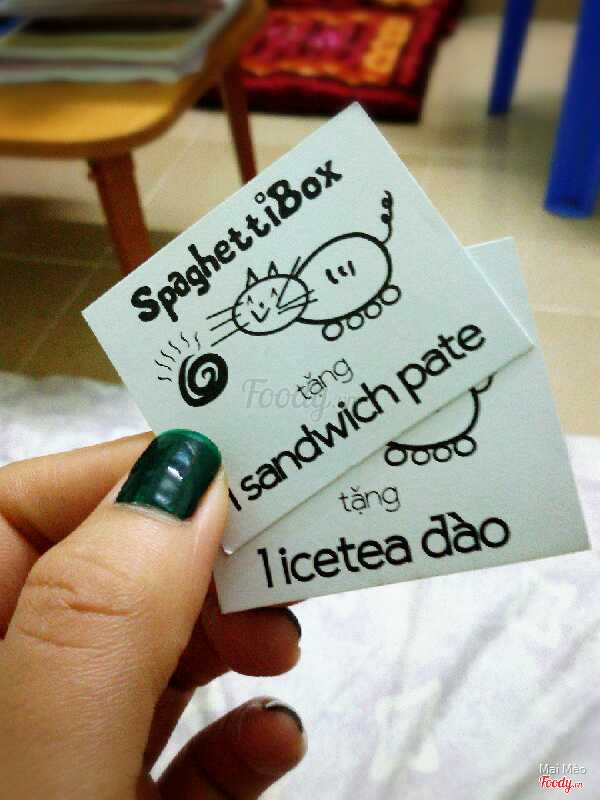 SpaghettiBox
tặng
1 sandwich pate
tặng
1 icetea đào
Foody.vn
Mai Mèo
Foody.vn